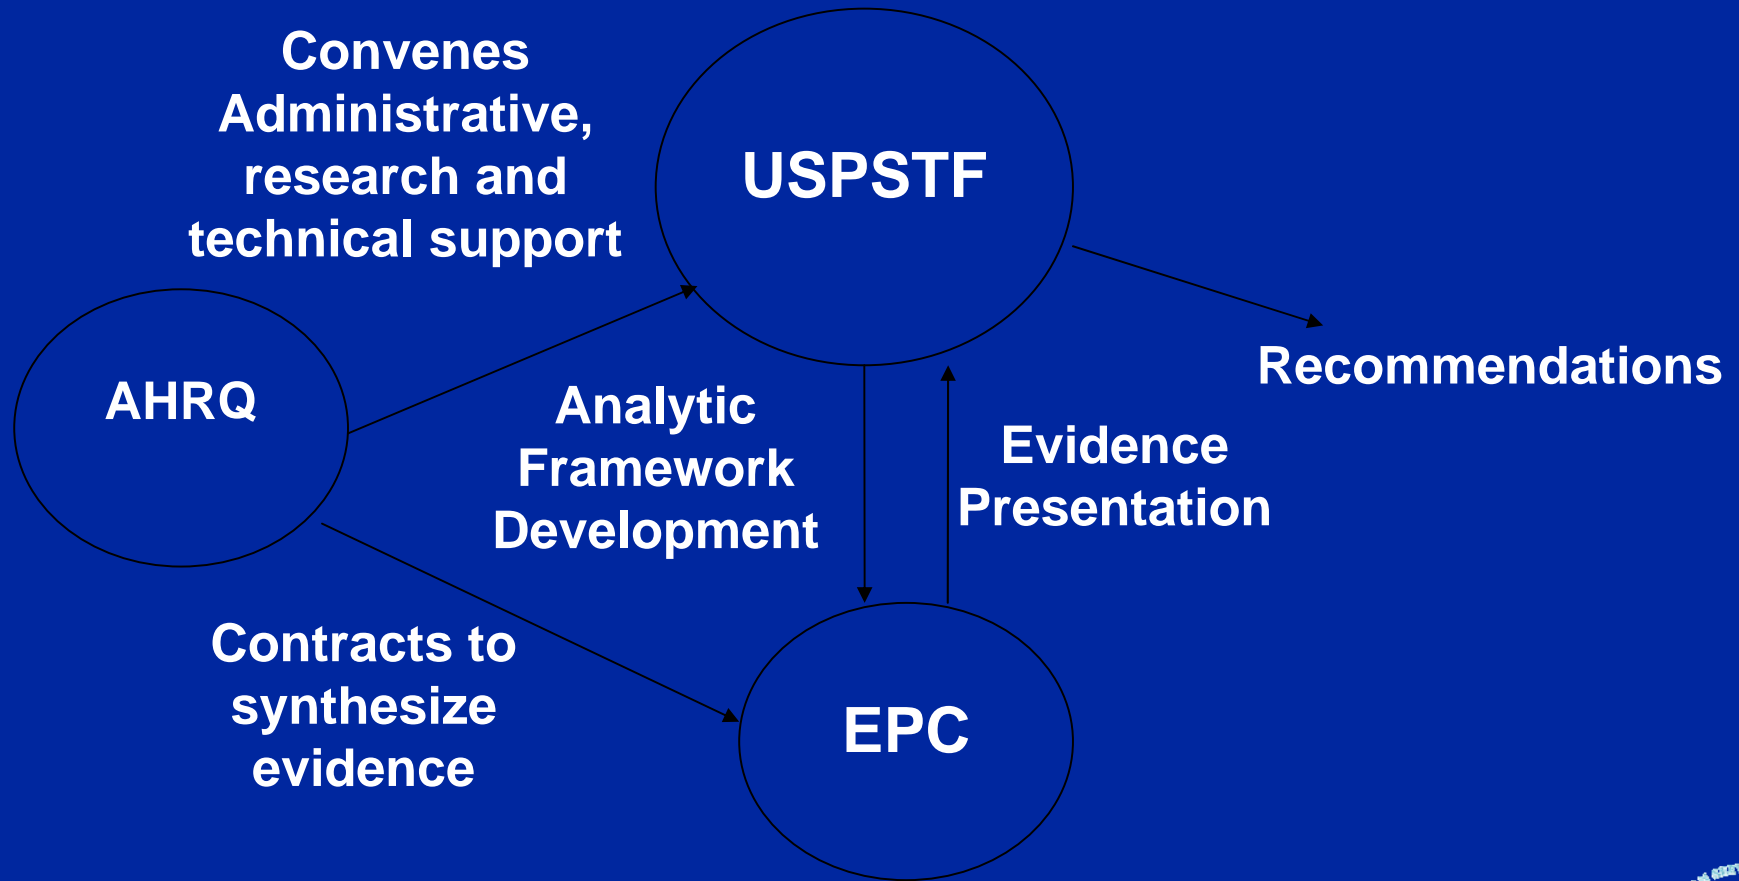 Convenes
Administrative,
research and
technical support
USPSTF
AHRQ
Recommendations
Analytic
Framework
Development
Evidence
Presentation
Contracts to
synthesize
evidence
EPC